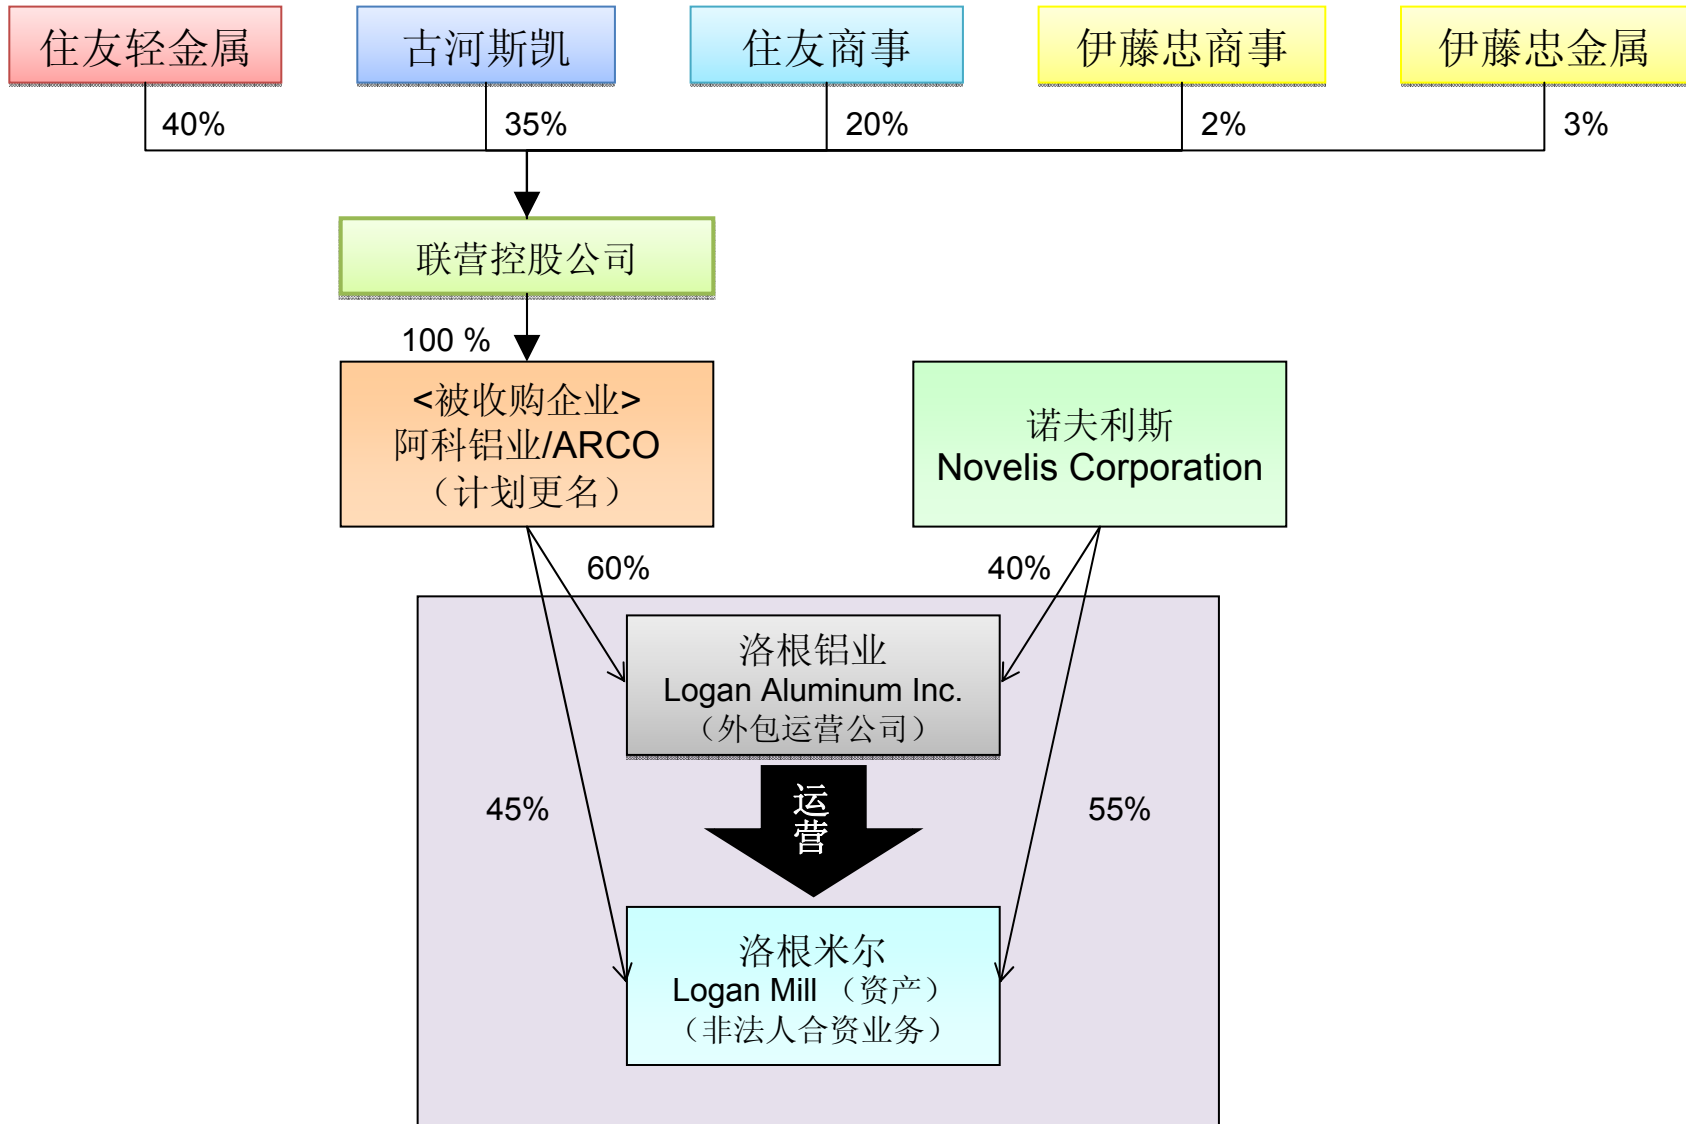 住友轻金属
古河斯凯
住友商事
伊藤忠商事
伊藤忠金属
40%
35%
20%
2%
3%
联营控股公司
100 %
<被收购企业>
阿科铝业/ARCO
（计划更名）
诺夫利斯
Novelis Corporation
60%
40%
洛根铝业
Logan Aluminum Inc.
（外包运营公司）
45%
运
营
55%
洛根米尔
Logan Mill （资产）
（非法人合资业务）